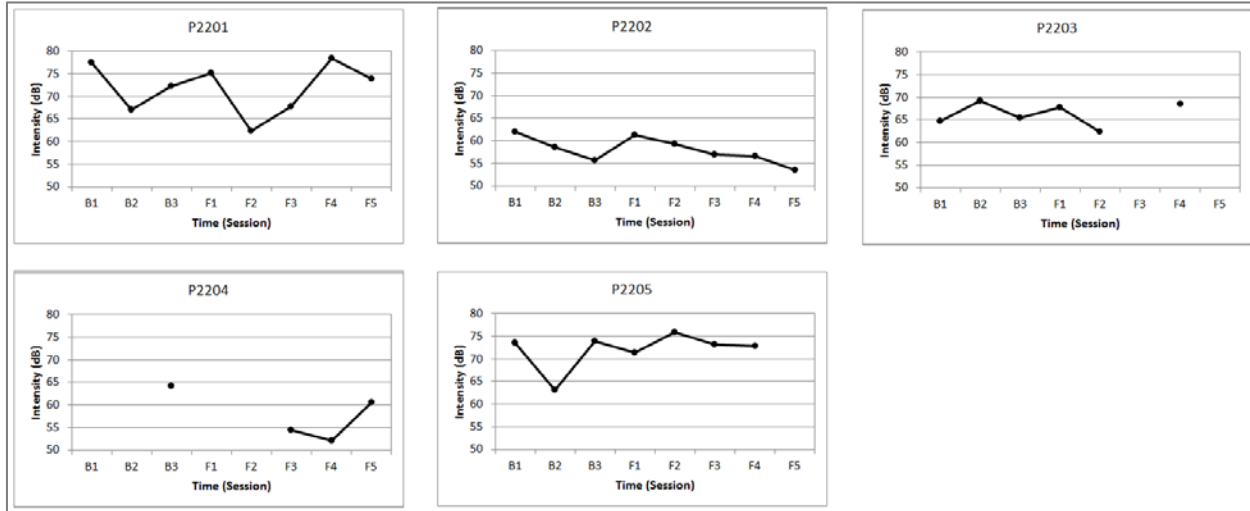 P2201
Intensity (dB)
80
75
70
65
60
55
50
B1 B2 B3 F1 F2 F3 F4 F5
Time (Session)
P2202
Intensity (dB)
80
75
70
65
60
55
50
B1 B2 B3 F1 F2 F3 F4 F5
Time (Session)
P2203
Intensity (dB)
80
75
70
65
60
55
50
B1 B2 B3 F1 F2 F3 F4 F5
Time (Session)
P2204
Intensity (dB)
80
75
70
65
60
55
50
B1 B2 B3 F1 F2 F3 F4 F5
Time (Session)
P2205
Intensity (dB)
80
75
70
65
60
55
50
B1 B2 B3 F1 F2 F3 F4 F5
Time (Session)